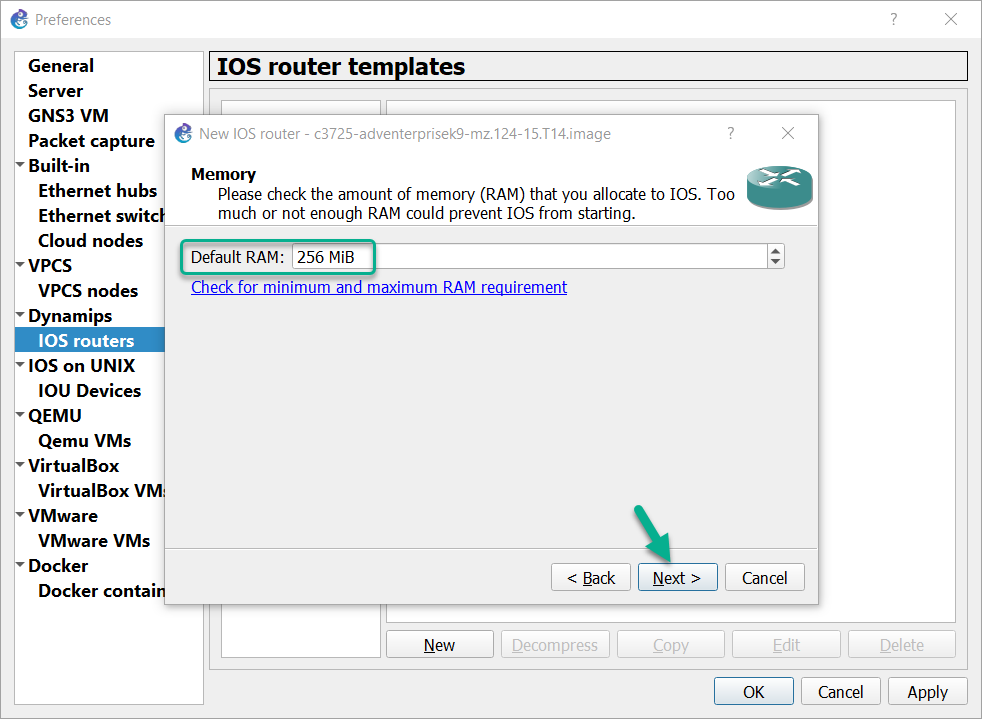 Preferences
?
General
Server
GNS3 VM
Packet capture
Built-in
Ethernet hubs
Ethernet switch
Cloud nodes
VPCS
VPCS nodes
Dynamips
IOS routers
IOS on UNIX
IOU Devices
QEMU
Qemu VMs
VirtualBox
VirtualBox VMs
VMware
VMware VMs
Docker
Docker contain
IOS router templates
New IOS router - c3725-adventerprisek9-mz.124-15.T14.image
?
Memory
Please check the amount of memory (RAM) that you allocate to IOS. Too
much or not enough RAM could prevent IOS from starting.
Default RAM: 256 MiB
Check for minimum and maximum RAM requirement
< Back Next > Cancel
New Decompress Copy Edit Delete
OK Cancel Apply